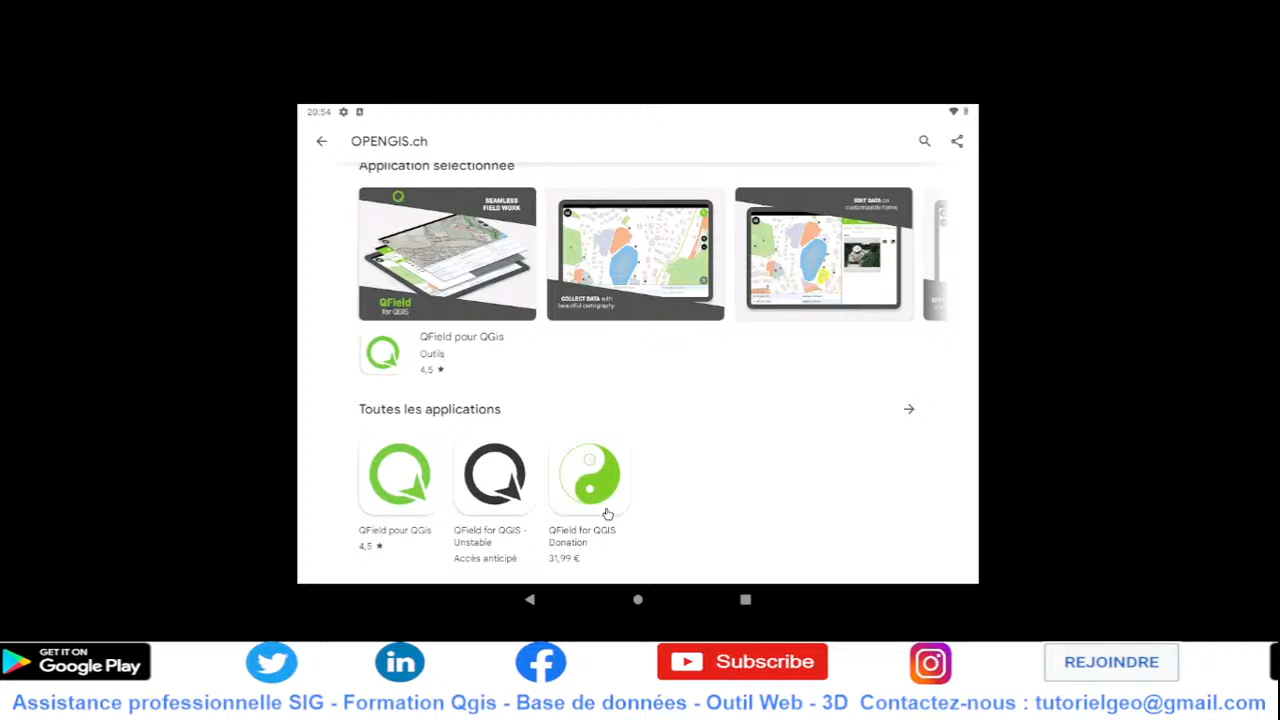 20:54
OPENGIS.ch
Application sélectionnée
SEAMLESS
FIELD WORK
QField
for QGIS
COLLECT DATA with
beautiful cartography
EDIT DATA on
customizable forms
QField pour QGis
Outils
4,5 ★
Toutes les applications
QField pour QGis
4,5 ★
QField for QGIS -
Unstable
Accès anticipé
QField for QGIS
Donation
31,99 €
GET IT ON
Google Play
in
Subscribe
REJOINDRE
Assistance professionnelle SIG - Formation Qgis - Base de données - Outil Web - 3D Contactez-nous : tutorielgeo@gmail.com